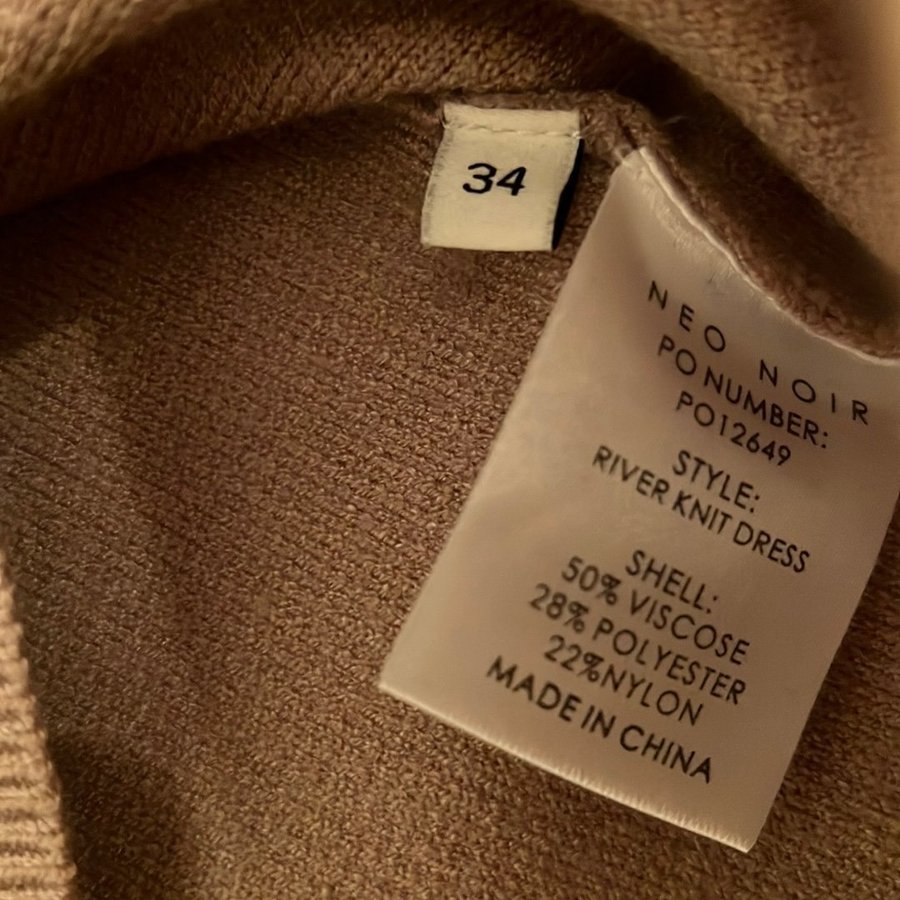 34
NEO NOIR
PO NUMBER:
PO12649
STYLE:
RIVER KNIT DRESS
SHELL:
50% VISCOSE
28% POLYESTER
22%NYLON
MADE IN CHINA